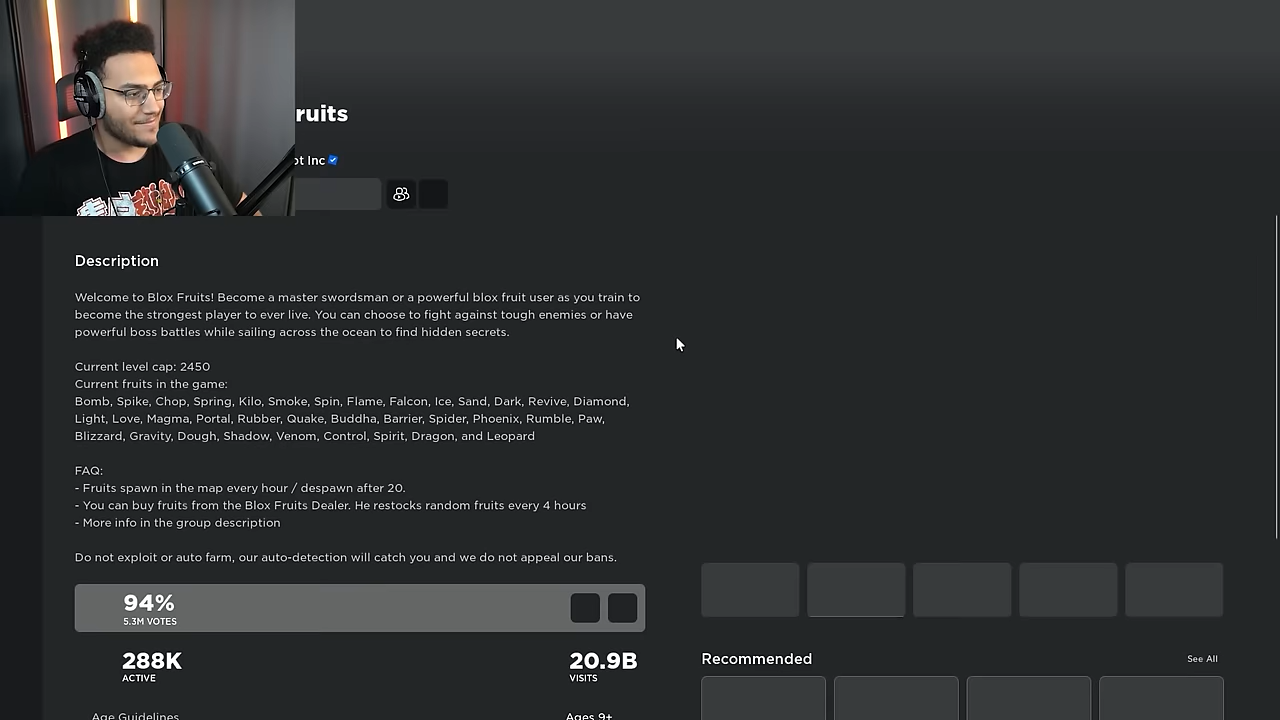 ruits
ot Inc
Description
Welcome to Blox Fruits! Become a master swordsman or a powerful blox fruit user as you train to
become the strongest player to ever live. You can choose to fight against tough enemies or have
powerful boss battles while sailing across the ocean to find hidden secrets.
Current level cap: 2450
Current fruits in the game:
Bomb, Spike, Chop, Spring, Kilo, Smoke, Spin, Flame, Falcon, Ice, Sand, Dark, Revive, Diamond,
Light, Love, Magma, Portal, Rubber, Quake, Buddha, Barrier, Spider, Phoenix, Rumble, Paw,
Blizzard, Gravity, Dough, Shadow, Venom, Control, Spirit, Dragon, and Leopard
FAQ:
- Fruits spawn in the map every hour / despawn after 20.
- You can buy fruits from the Blox Fruits Dealer. He restocks random fruits every 4 hours
- More info in the group description
Do not exploit or auto farm, our auto-detection will catch you and we do not appeal our bans.
94%
5.3M VOTES
288K
ACTIVE
20.9B
VISITS
Age Guidelines
Ages 9+
Recommended
See All